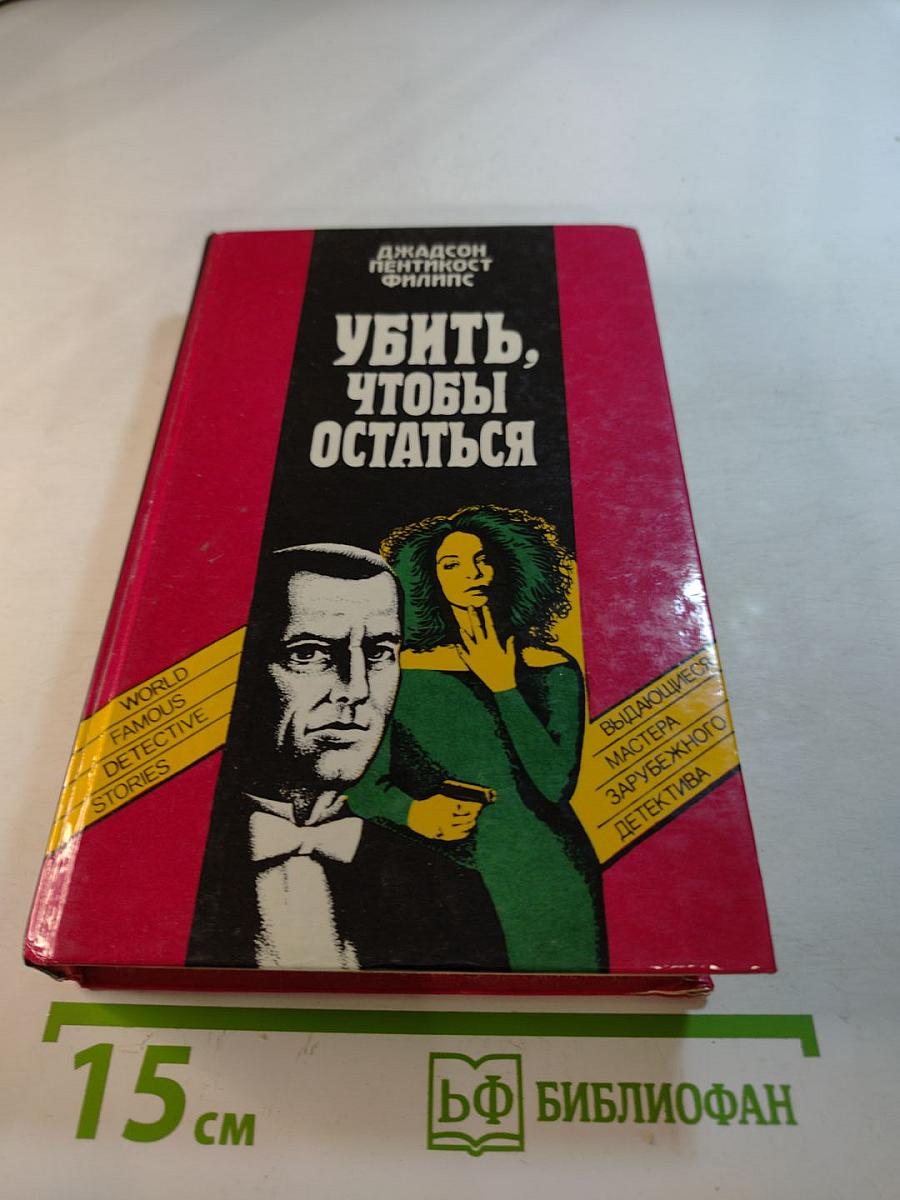 ДЖАДСОН
ПЕНТИКОСТ
ФИЛИПС
УБИТЬ,
ЧТОБЫ
ОСТАТЬСЯ
WORLD
FAMOUS
DETECTIVE
STORIES
ВЫДАЮЩИЕСЯ
МАСТЕРА
ЗАРУБЕЖНОГО
ДЕТЕКТИВА
15 см
ЬФ БИБЛИОФАН